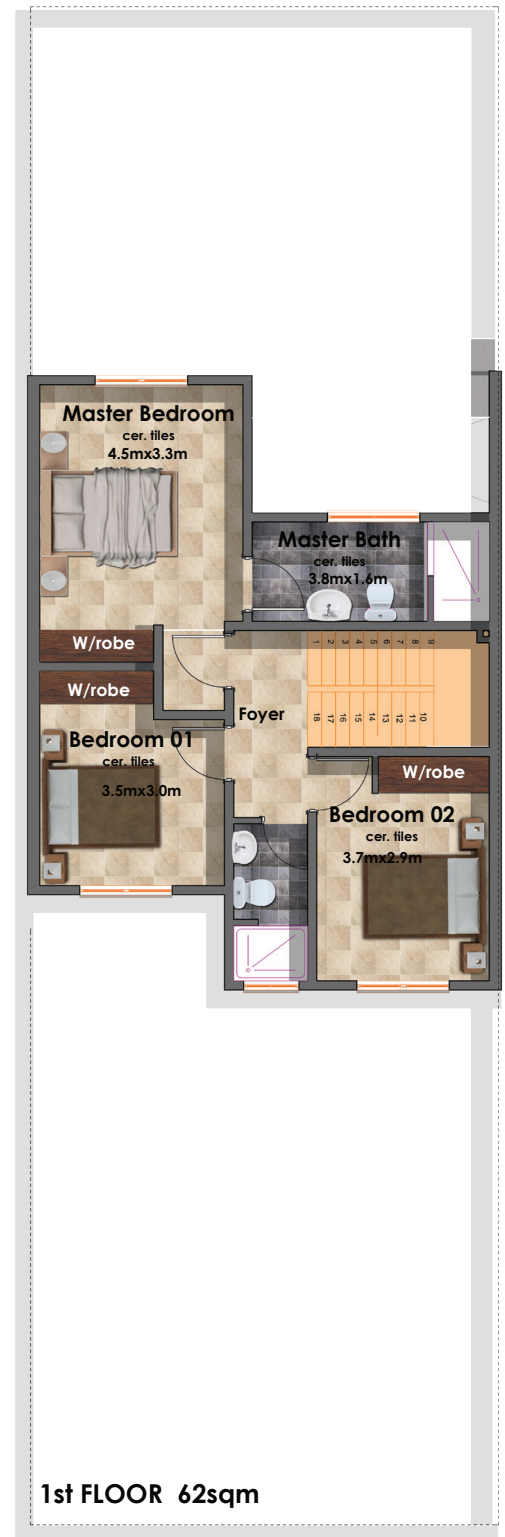 Master Bedroom
cer. tiles
4.5mx3.3m
Master Bath
cer. tiles
3.8mx1.6m
W/robe
W/robe
1 2 3 4 5 6 7 8 9
Foyer
18 17 16 15 14 13 12 11 10
Bedroom 01
cer. tiles
3.5mx3.0m
W/robe
Bedroom 02
cer. tiles
3.7mx2.9m
1st FLOOR 62sqm